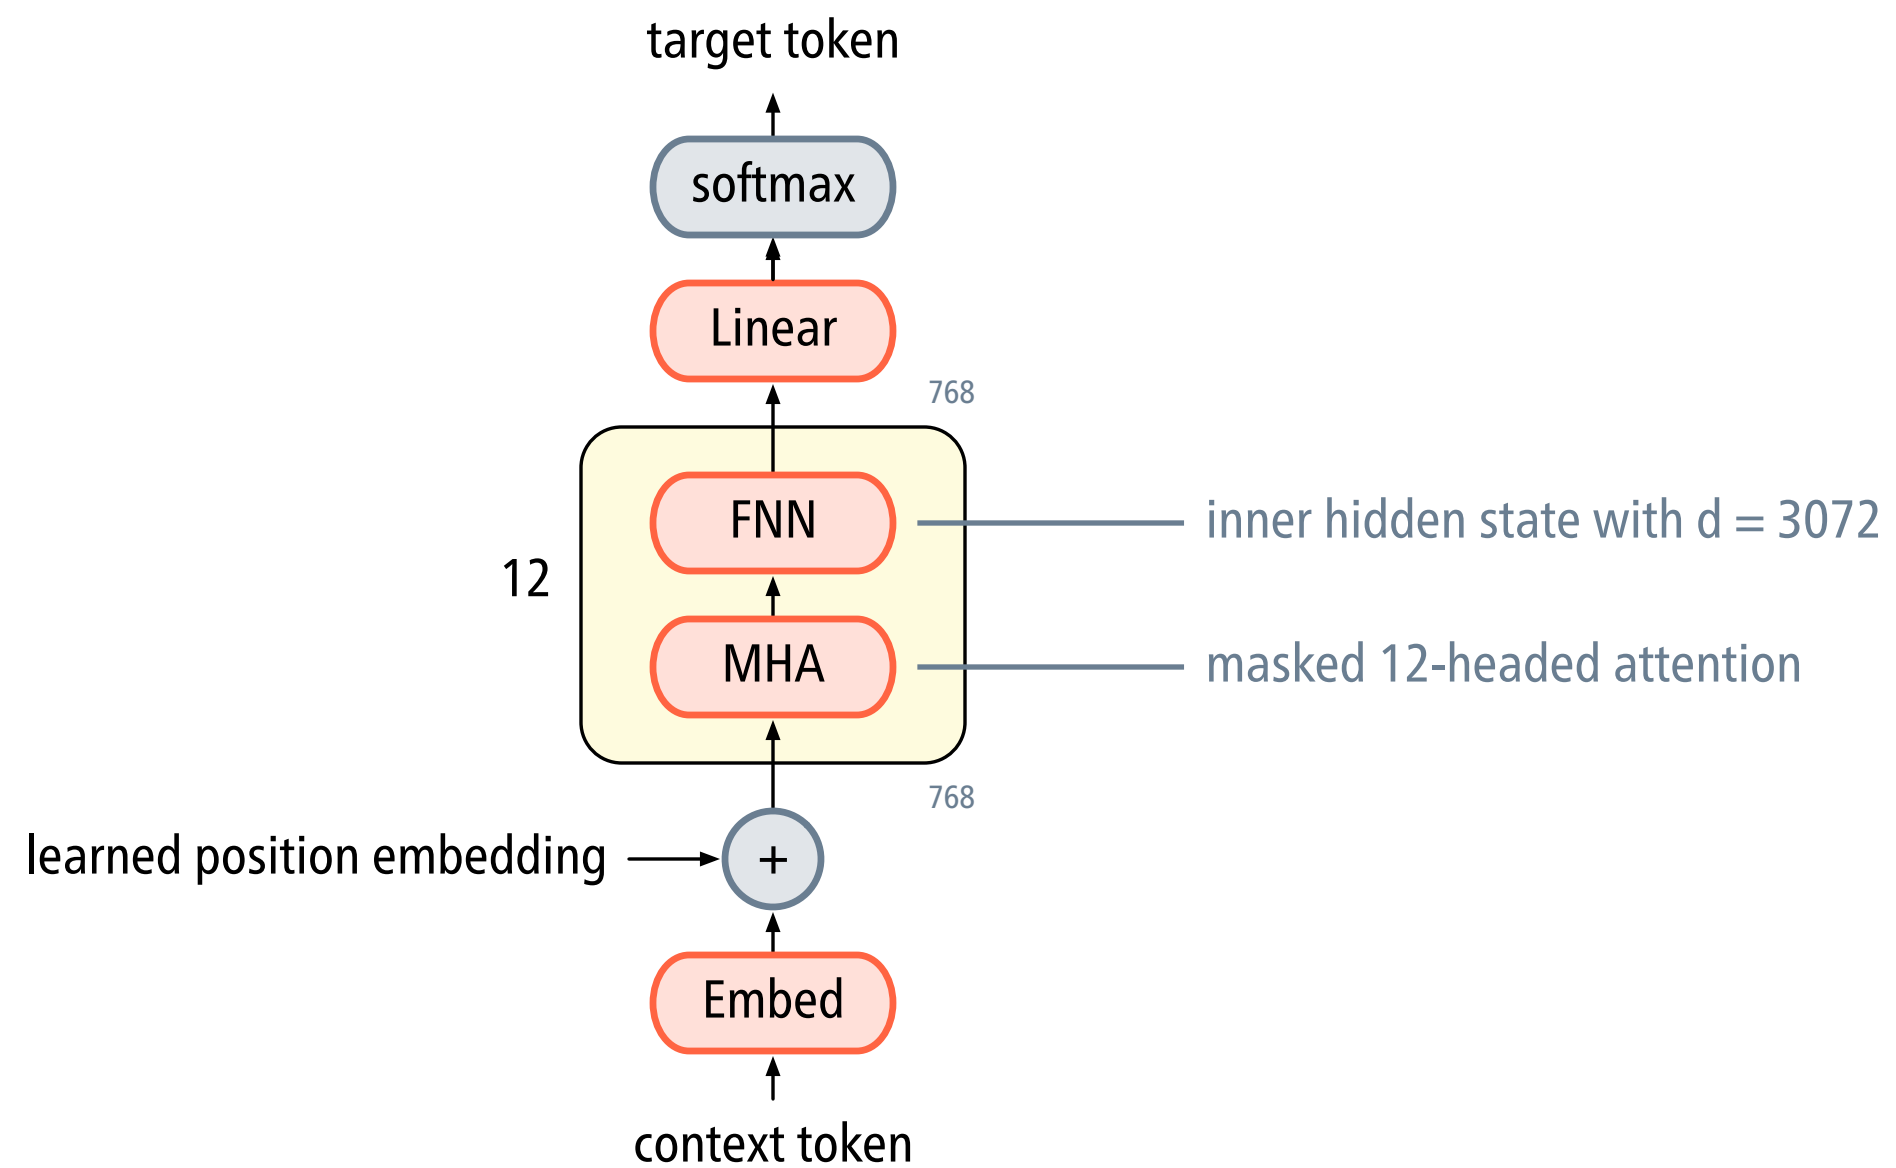 target token
softmax
Linear
768
FNN
inner hidden state with d = 3072
12
MHA
masked 12-headed attention
768
learned position embedding
+
Embed
context token